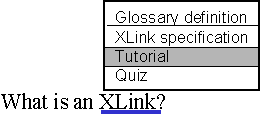 Glossary definition
XLink specification
Tutorial
Quiz
What is an XLink?